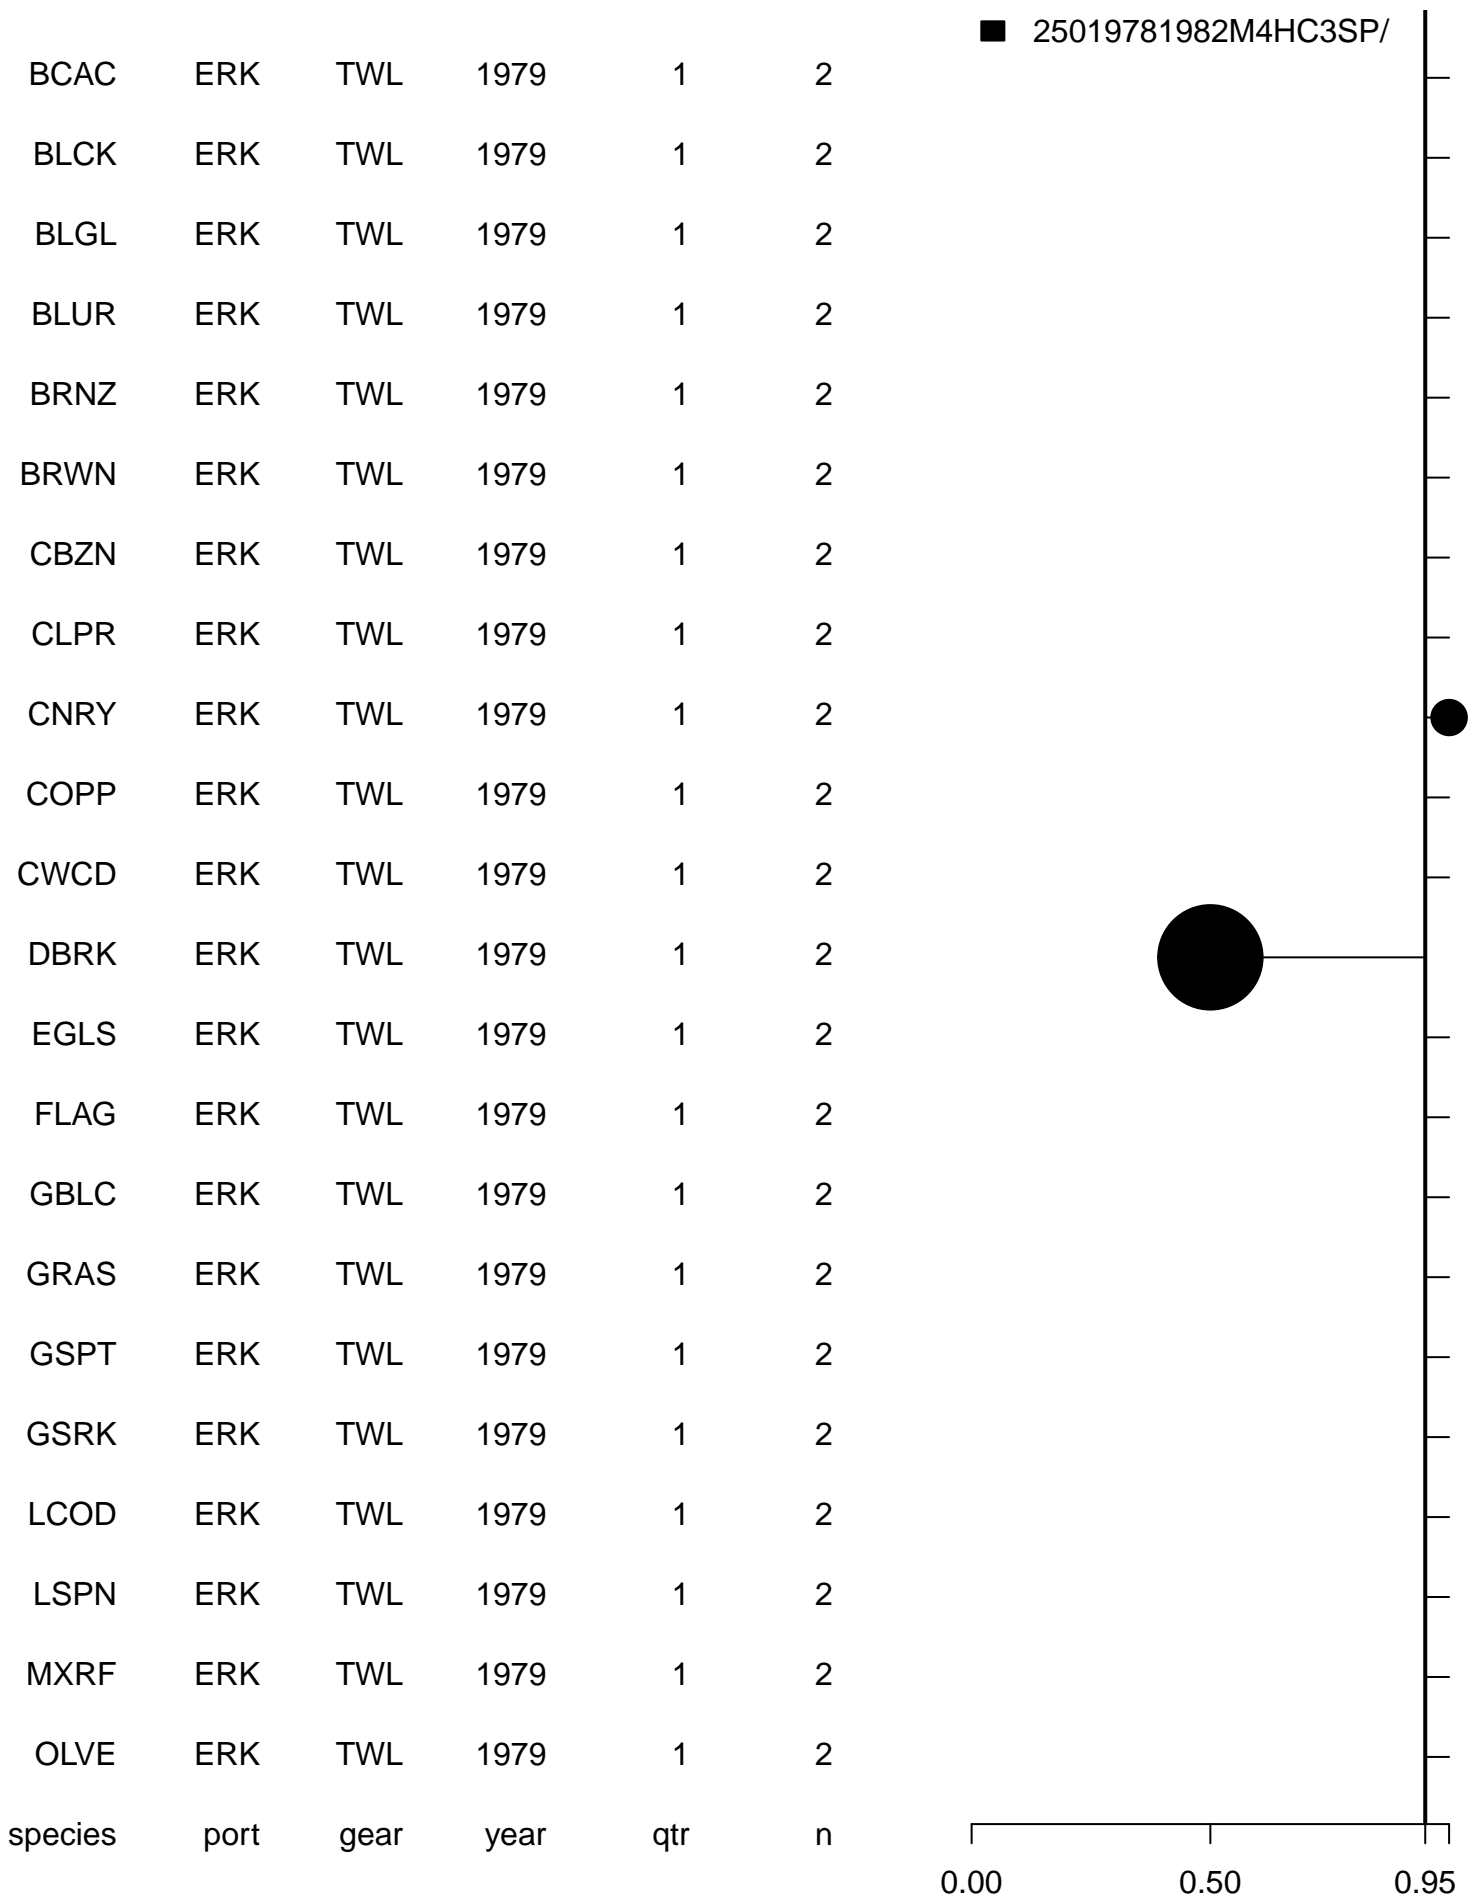 25019781982M4HC3SP/
BCAC ERK TWL 1979 1 2
BLCK ERK TWL 1979 1 2
BLGL ERK TWL 1979 1 2
BLUR ERK TWL 1979 1 2
BRNZ ERK TWL 1979 1 2
BRWN ERK TWL 1979 1 2
CBZN ERK TWL 1979 1 2
CLPR ERK TWL 1979 1 2
CNRY ERK TWL 1979 1 2
COPP ERK TWL 1979 1 2
CWCD ERK TWL 1979 1 2
DBRK ERK TWL 1979 1 2
EGLS ERK TWL 1979 1 2
FLAG ERK TWL 1979 1 2
GBLC ERK TWL 1979 1 2
GRAS ERK TWL 1979 1 2
GSPT ERK TWL 1979 1 2
GSRK ERK TWL 1979 1 2
LCOD ERK TWL 1979 1 2
LSPN ERK TWL 1979 1 2
MXRF ERK TWL 1979 1 2
OLVE ERK TWL 1979 1 2
species port gear year qtr n
0.00 0.50 0.95